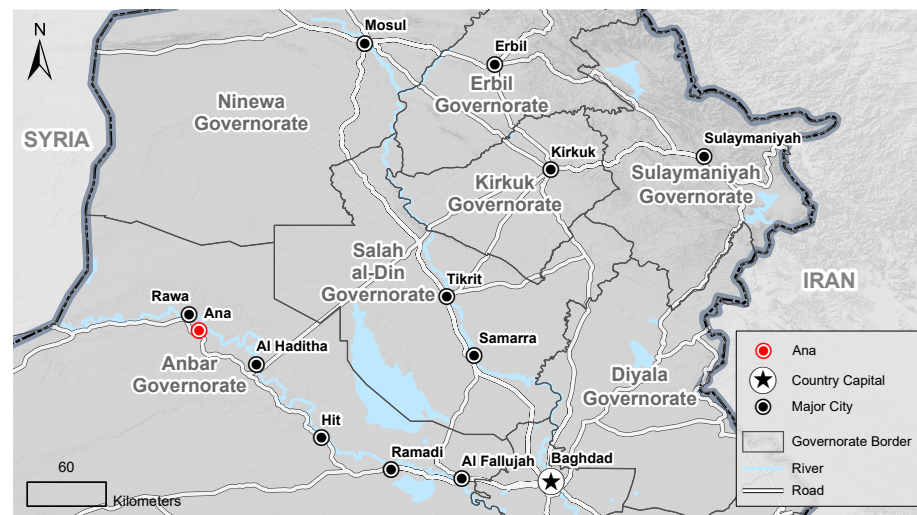 N
Mosul
Erbil
Erbil
Governorate
Ninewa
Governorate
SYRIA
Sulaymaniyah
Kirkuk
Sulaymaniyah
Governorate
Kirkuk
Governorate
Salah
al-Din
Governorate
Tikrit
IRAN
Rawa
Ana
Al Haditha
Samarra
Anbar
Governorate
Diyala
Governorate
Hit
Ramadi
Al Fallujah
Baghdad
60
Kilometers
Ana
Country Capital
Major City
Governorate Border
River
Road